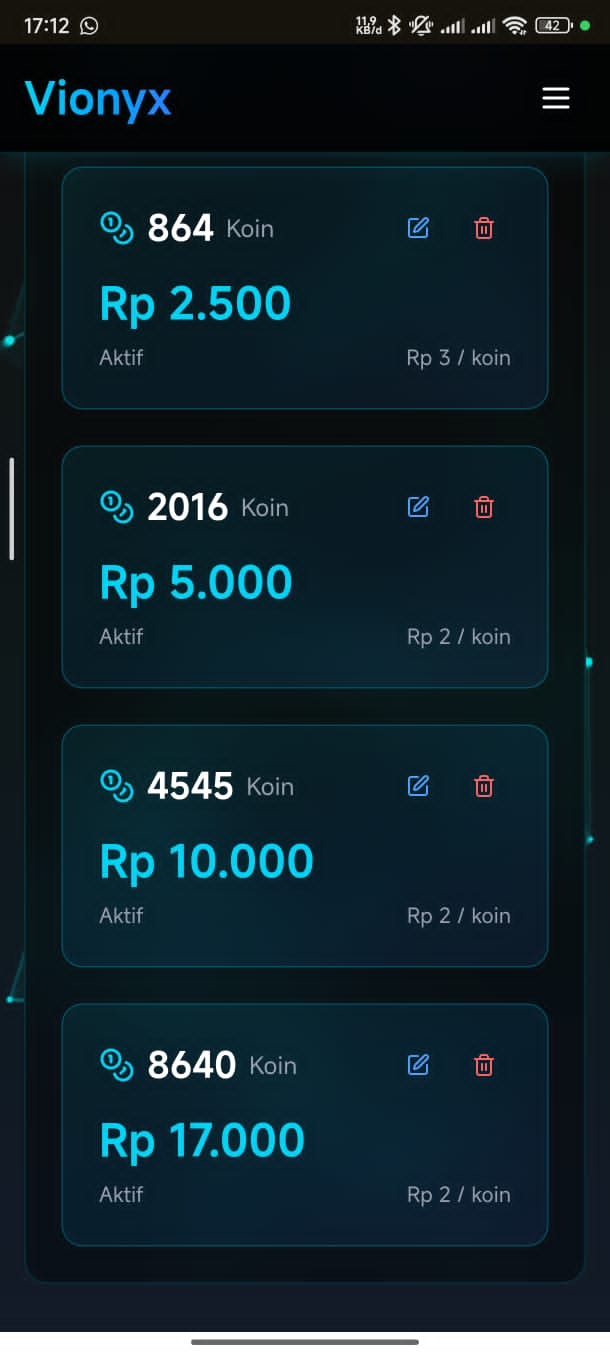 17:12
11,9 KB/d 42
Vionyx
864 Koin
Rp 2.500
Aktif Rp 3 / koin
2016 Koin
Rp 5.000
Aktif Rp 2 / koin
4545 Koin
Rp 10.000
Aktif Rp 2 / koin
8640 Koin
Rp 17.000
Aktif Rp 2 / koin